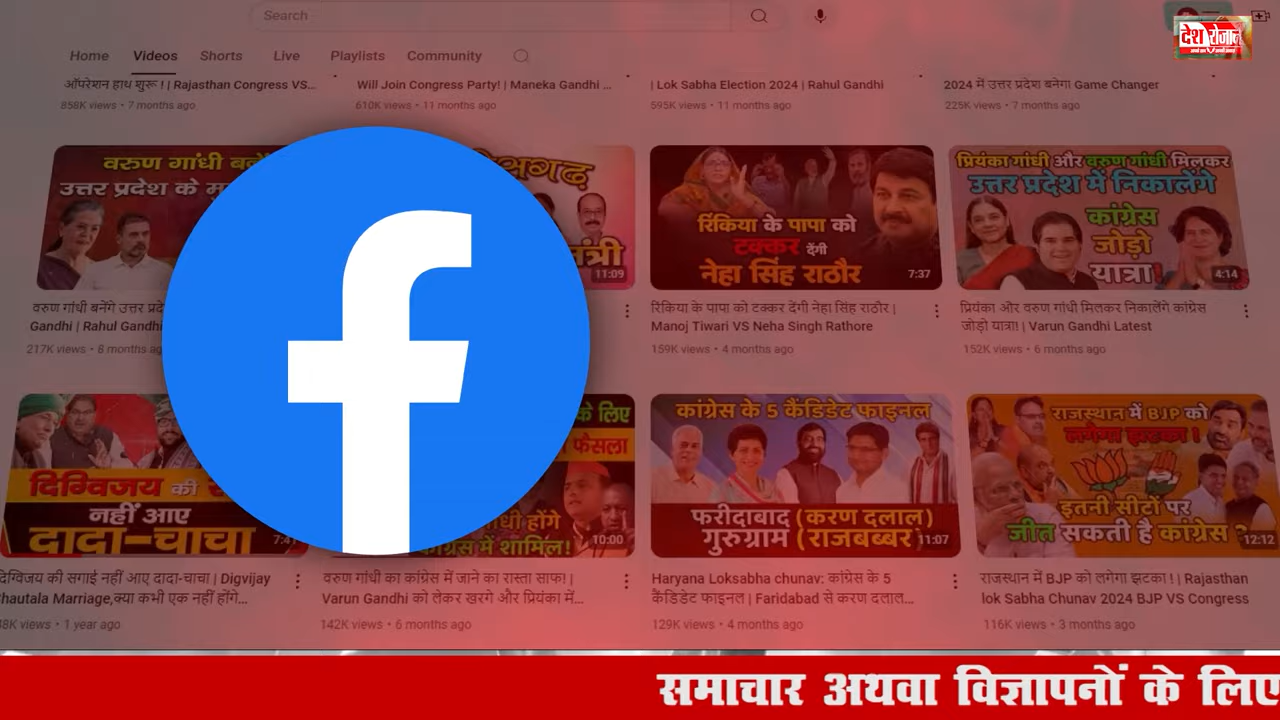 Search
देश रोजाना
Home Videos Shorts Live Playlists Community
ऑपरेशन हाथ शुरू ! | Rajasthan Congress VS...
858K views • 7 months ago
Will Join Congress Party! | Maneka Gandhi ...
610K views • 11 months ago
| Lok Sabha Election 2024 | Rahul Gandhi
595K views • 11 months ago
2024 में उत्तर प्रदेश बनेगा Game Changer
225K views • 7 months ago
वरुण गांधी
उत्तर प्रदेश के
11:09
रिंकिया के पापा को
टक्कर देंगी
नेहा सिंह राठौर
7:37
प्रियंका गांधी और वरुण गांधी मिलकर
उत्तर प्रदेश में निकालेंगे
कांग्रेस
जोड़ो
यात्रा!
4:14
वरुण गांधी बनेंगे उत्तर
Gandhi | Rahul Gandhi
217K views • 8 months
रिंकिया के पापा को टक्कर देंगी नेहा सिंह राठौर |
Manoj Tiwari VS Neha Singh Rathore
159K views • 4 months ago
प्रियंका और वरुण गांधी मिलकर निकालेंगे कांग्रेस
जोड़ो यात्रा! | Varun Gandhi Latest
152K views • 6 months ago
दिग्विजय की
नहीं आए
दादा-चाचा
के लिए
फैसला
होंगे
कांग्रेस में शामिल!
10:00
कांग्रेस के 5 कैंडिडेट फाइनल
फरीदाबाद (करण दलाल)
गुरुग्राम (राजबब्बर)
11:07
राजस्थान में BJP को
लगेगा झटका !
इतनी सीटों पर
जीत सकती है कांग्रेस ?
12:12
दिग्विजय की सगाई नहीं आए दादा-चाचा | Digvijay
Chautala Marriage,क्या कभी एक नहीं होंगे...
8K views • 1 year ago
वरुण गांधी का कांग्रेस में जाने का रास्ता साफ! |
Varun Gandhi को लेकर खरगे और प्रियंका में...
142K views • 6 months ago
Haryana Loksabha chunav: कांग्रेस के 5
कैंडिडेट फाइनल | Faridabad से करण दलाल...
129K views • 4 months ago
राजस्थान में BJP को लगेगा झटका ! | Rajasthan
lok Sabha Chunav 2024 BJP VS Congress
116K views • 3 months ago
समाचार अथवा विज्ञापनों के लिए